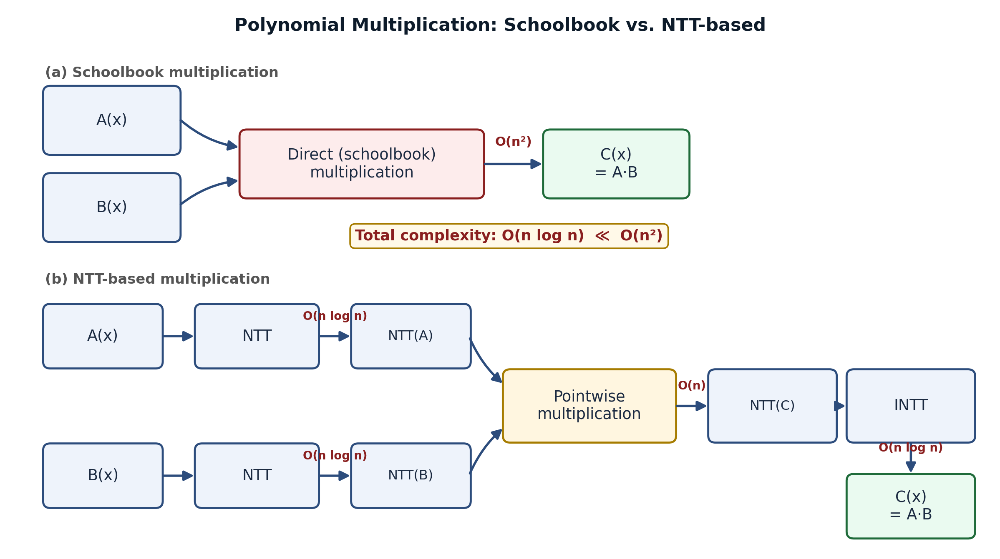 Polynomial Multiplication: Schoolbook vs. NTT-based
(a) Schoolbook multiplication
A(x)
B(x)
Direct (schoolbook)
multiplication
O(n²)
C(x)
= A·B
Total complexity: O(n log n) ≪ O(n²)
(b) NTT-based multiplication
A(x)
NTT
O(n log n)
NTT(A)
B(x)
NTT
O(n log n)
NTT(B)
Pointwise
multiplication
O(n)
NTT(C)
INTT
O(n log n)
C(x)
= A·B